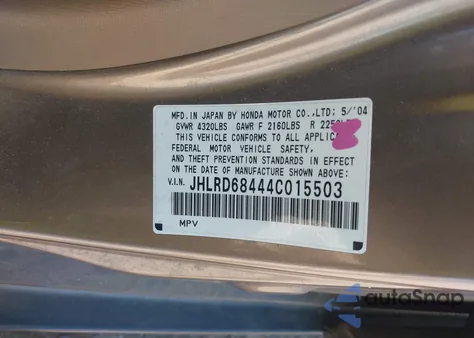 MFD. IN JAPAN BY HONDA MOTOR CO.,LTD: 5/'04
GVWR 4320LBS GAWR F 2160LBS R
THIS VEHICLE CONFORMS TO ALL APPLICABLE
FEDERAL MOTOR VEHICLE SAFETY,
AND THEFT PREVENTION STANDARDS IN EFFECT
ON THE DATE OF MANUFACTURE SHOWN ABOVE:
V.I.N. JHLRD68444C015503
MPV
autoSnap